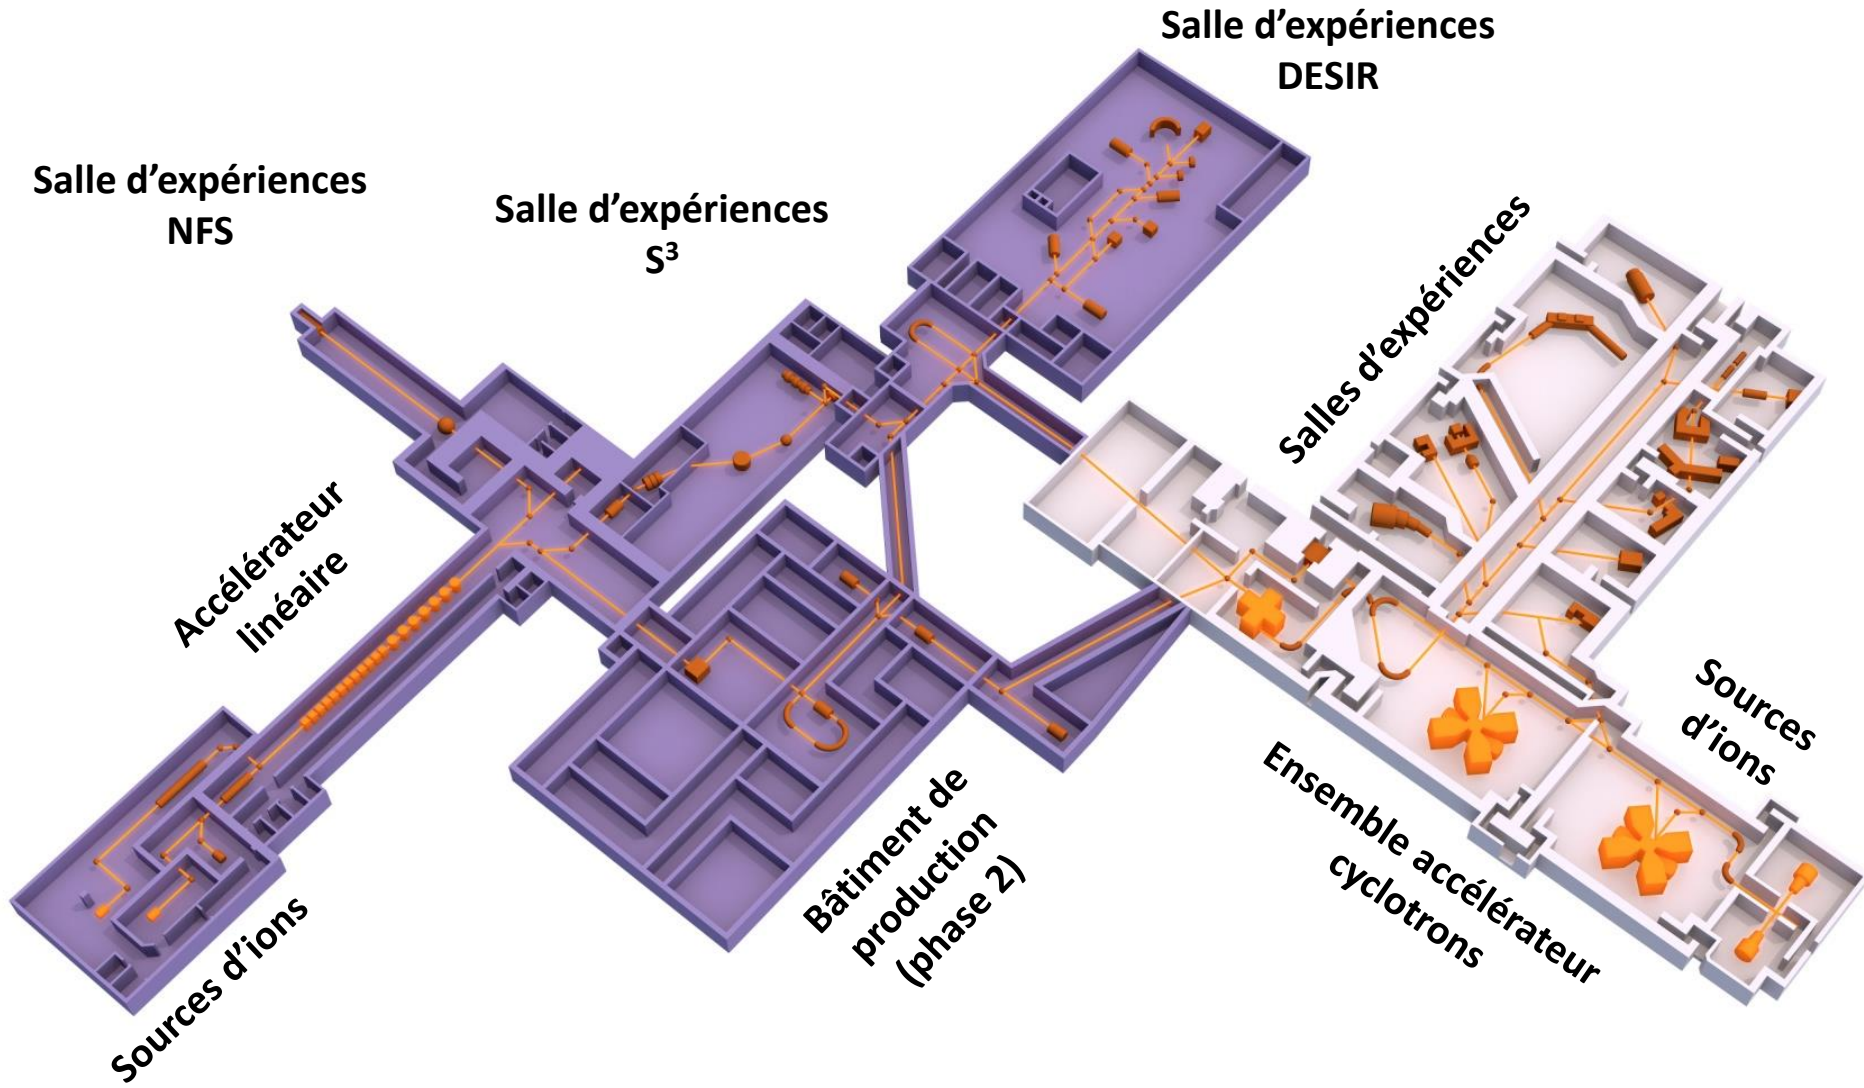 Salle d’expériences
DESIR
Salle d’expériences
NFS
Salle d’expériences
S³
Salles d’expériences
Accélérateur
linéaire
Sources
d’ions
Ensemble accélérateur
cyclotrons
Bâtiment de
production
(phase 2)
Sources d’ions